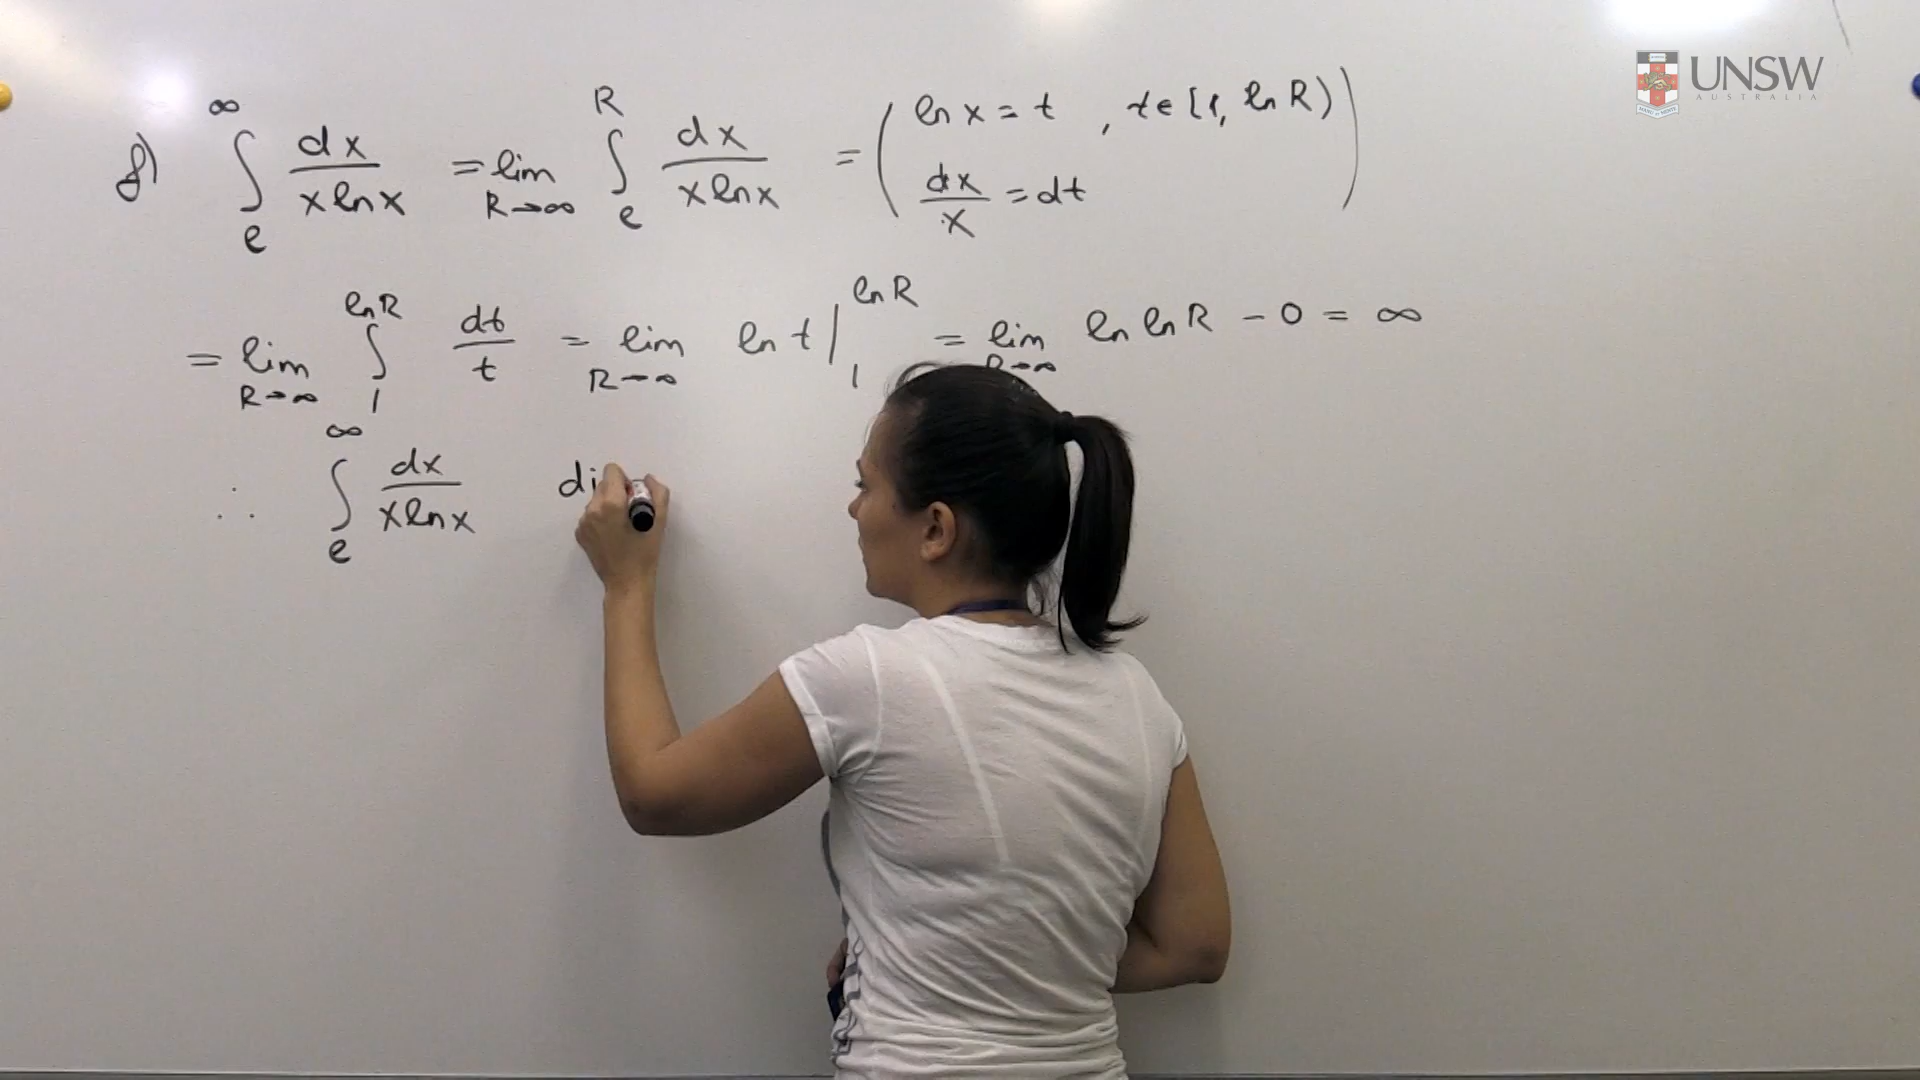 f) ∫_e^∞ dx/(x ln x) = lim_{R→∞} ∫_e^R dx/(x ln x) = ( ln x = t , t ∈ [1, ln R) dx/x = dt )
= lim_{R→∞} ∫_1^{ln R} dt/t = lim_{R→∞} ln t |_1^{ln R} = lim_{R→∞} ln ln R - 0 = ∞
∴ ∫_e^∞ dx/(x ln x) di
UNSW
AUSTRALIA